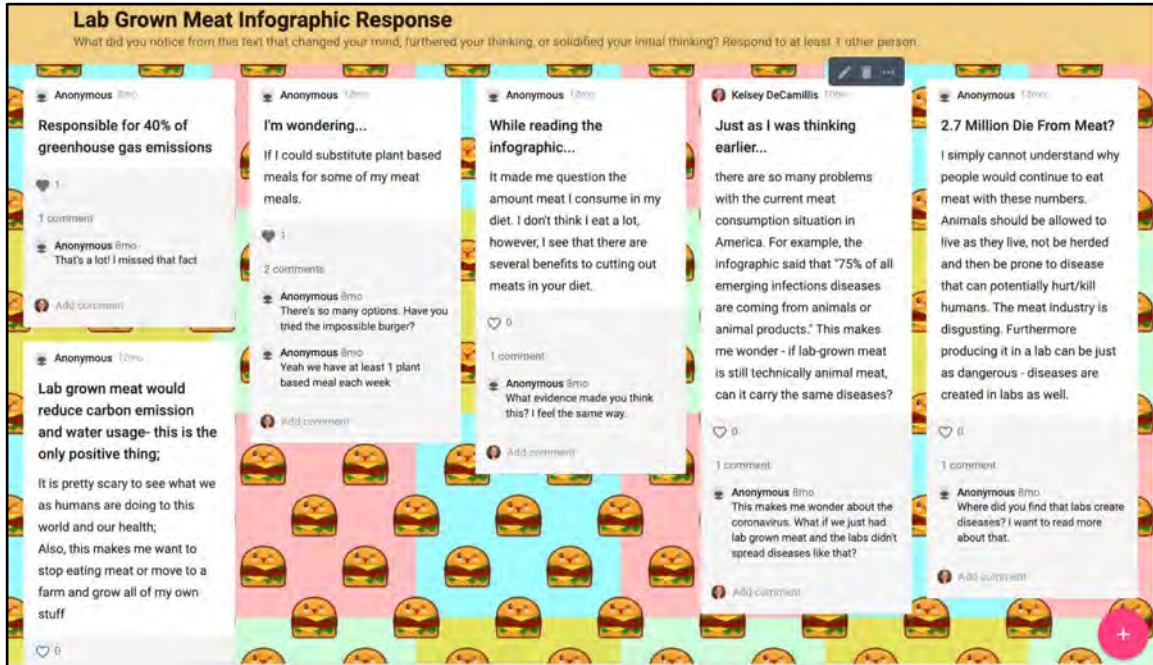 Lab Grown Meat Infographic Response
What did you notice from this text that changed your mind, furthered your thinking, or solidified your initial thinking? Respond to at least 1 other person.
Anonymous 8mo
Responsible for 40% of
greenhouse gas emissions
1
1 comment
Anonymous 8mo
That's a lot! I missed that fact
Add comment
Anonymous 12mo
Lab grown meat would
reduce carbon emission
and water usage- this is the
only positive thing;
It is pretty scary to see what we
as humans are doing to this
world and our health;
Also, this makes me want to
stop eating meat or move to a
farm and grow all of my own
stuff
0
Anonymous 12mo
I'm wondering...
If I could substitute plant based
meals for some of my meat
meals.
1
2 comments
Anonymous 8mo
There's so many options. Have you
tried the impossible burger?
Anonymous 8mo
Yeah we have at least 1 plant
based meal each week
Add comment
Anonymous 12mo
While reading the
infographic...
It made me question the
amount meat I consume in my
diet. I don't think I eat a lot,
however, I see that there are
several benefits to cutting out
meats in your diet.
0
1 comment
Anonymous 8mo
What evidence made you think
this? I feel the same way.
Add comment
Kelsey DeCamillis 10mo
Just as I was thinking
earlier...
there are so many problems
with the current meat
consumption situation in
America. For example, the
infographic said that "75% of all
emerging infections diseases
are coming from animals or
animal products." This makes
me wonder - if lab-grown meat
is still technically animal meat,
can it carry the same diseases?
0
1 comment
Anonymous 8mo
This makes me wonder about the
coronavirus. What if we just had
lab grown meat and the labs didn't
spread diseases like that?
Add comment
Anonymous 12mo
2.7 Million Die From Meat?
I simply cannot understand why
people would continue to eat
meat with these numbers.
Animals should be allowed to
live as they live, not be herded
and then be prone to disease
that can potentially hurt/kill
humans. The meat industry is
disgusting. Furthermore
producing it in a lab can be just
as dangerous - diseases are
created in labs as well.
0
1 comment
Anonymous 8mo
Where did you find that labs create
diseases? I want to read more
about that.
Add comment